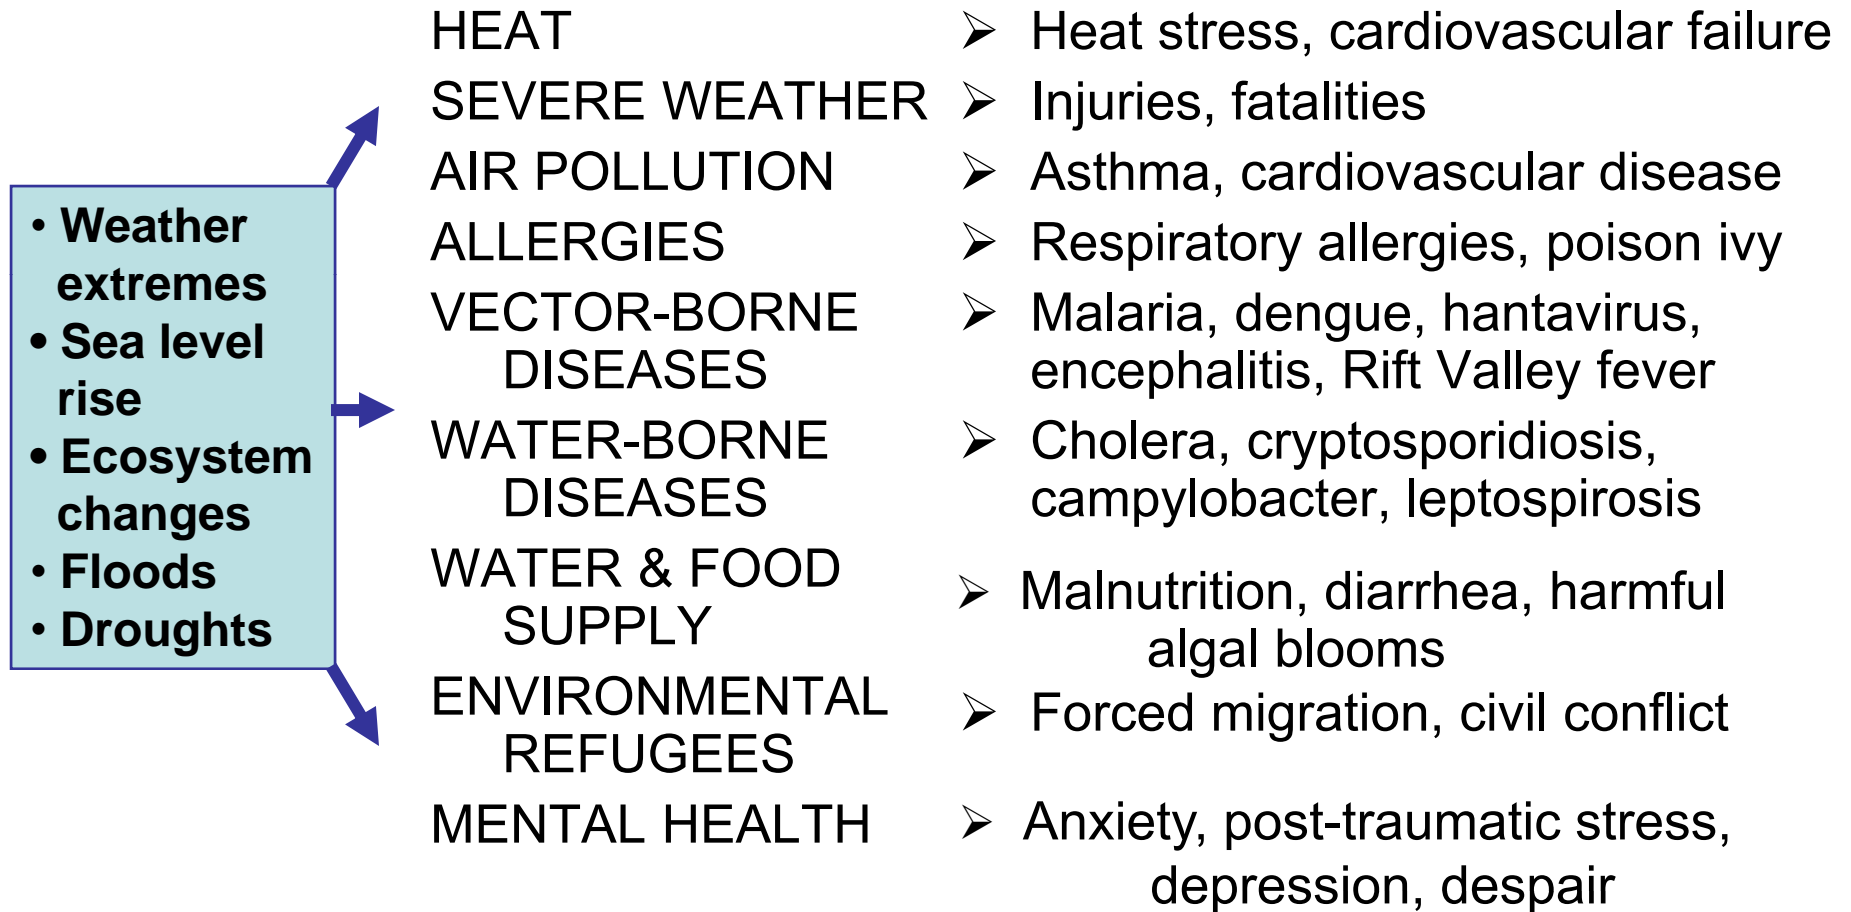 • Weather
extremes
• Sea level
rise
• Ecosystem
changes
• Floods
• Droughts
HEAT
➢ Heat stress, cardiovascular failure
SEVERE WEATHER
➢ Injuries, fatalities
AIR POLLUTION
➢ Asthma, cardiovascular disease
ALLERGIES
➢ Respiratory allergies, poison ivy
VECTOR-BORNE
DISEASES
➢ Malaria, dengue, hantavirus,
encephalitis, Rift Valley fever
WATER-BORNE
DISEASES
➢ Cholera, cryptosporidiosis,
campylobacter, leptospirosis
WATER & FOOD
SUPPLY
➢ Malnutrition, diarrhea, harmful
algal blooms
ENVIRONMENTAL
REFUGEES
➢ Forced migration, civil conflict
MENTAL HEALTH
➢ Anxiety, post-traumatic stress,
depression, despair